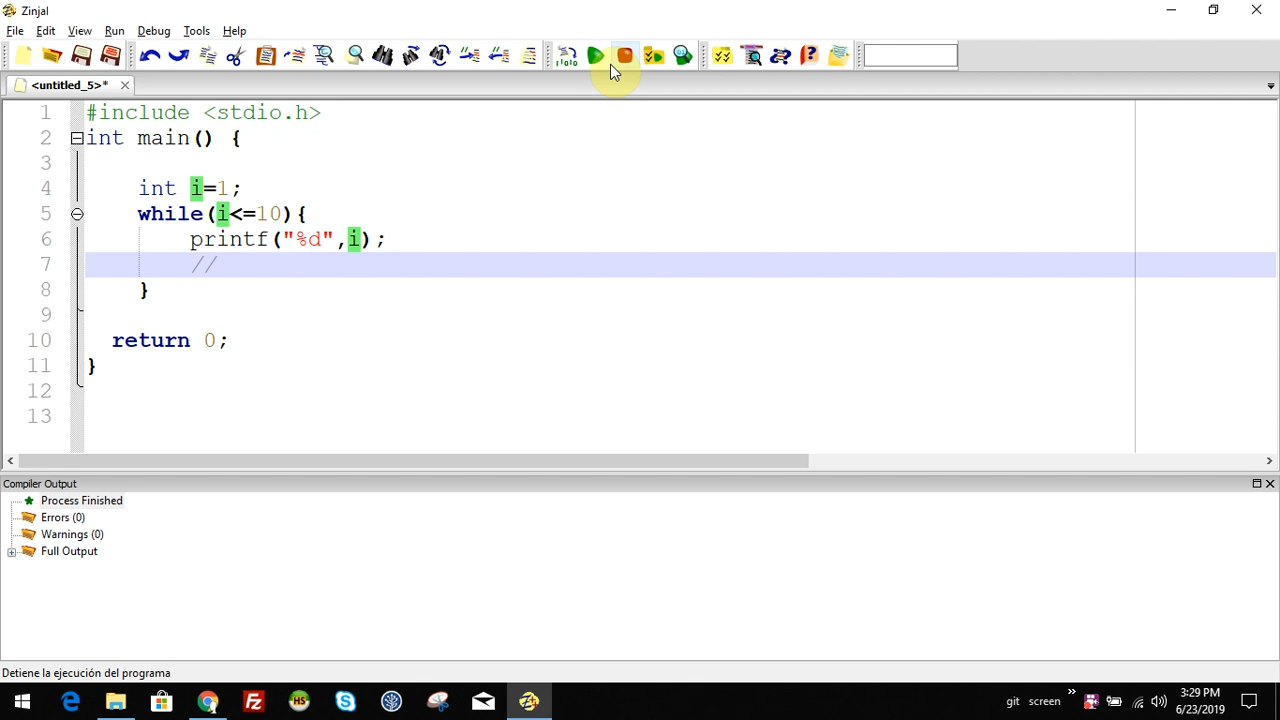 Zinjal
File Edit View Run Debug Tools Help
<untitled_5>*
1 #include <stdio.h>
2 int main() {
3
4 int i=1;
5 while(i<=10){
6 printf("%d",i);
7 //
8 }
9
10 return 0;
11 }
12
13
Compiler Output
Process Finished
Errors (0)
Warnings (0)
Full Output
Detiene la ejecución del programa
git screen
3:29 PM
6/23/2019